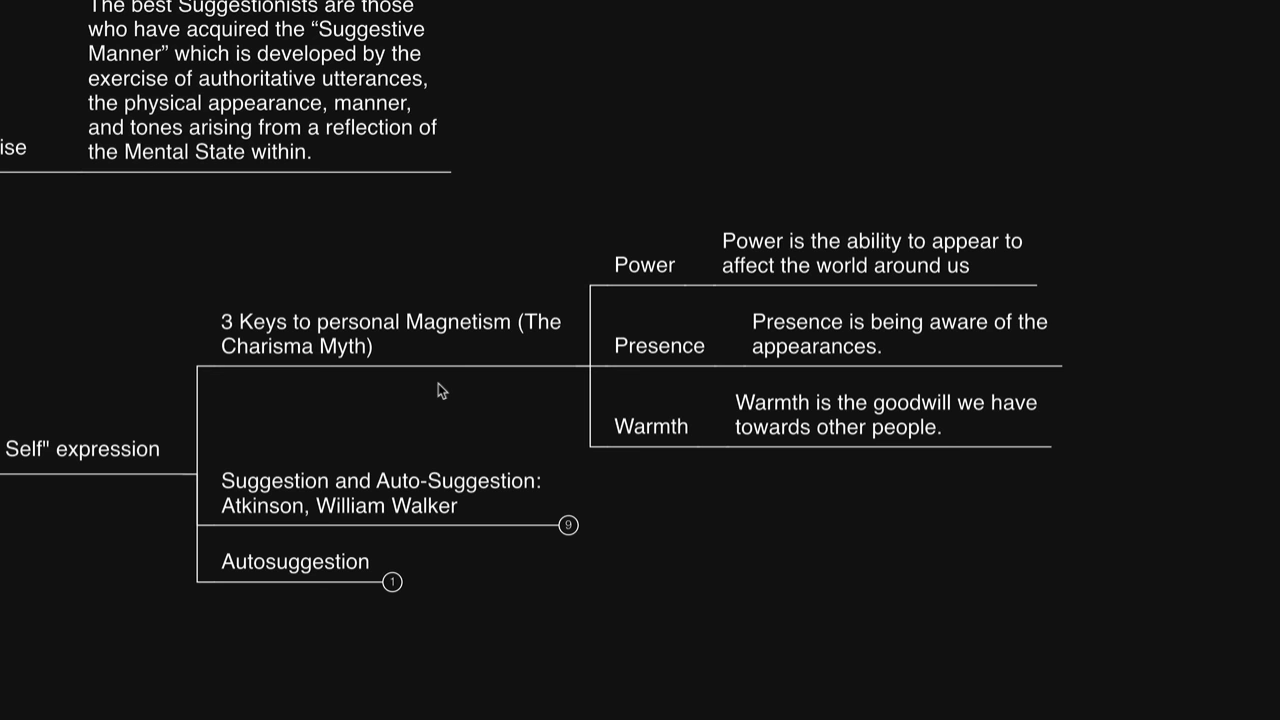 The best Suggestionists are those
who have acquired the “Suggestive
Manner” which is developed by the
exercise of authoritative utterances,
the physical appearance, manner,
and tones arising from a reflection of
the Mental State within.
ise
Power
Power is the ability to appear to
affect the world around us
3 Keys to personal Magnetism (The
Charisma Myth)
Presence
Presence is being aware of the
appearances.
Warmth
Warmth is the goodwill we have
towards other people.
Self" expression
Suggestion and Auto-Suggestion:
Atkinson, William Walker
9
Autosuggestion
1